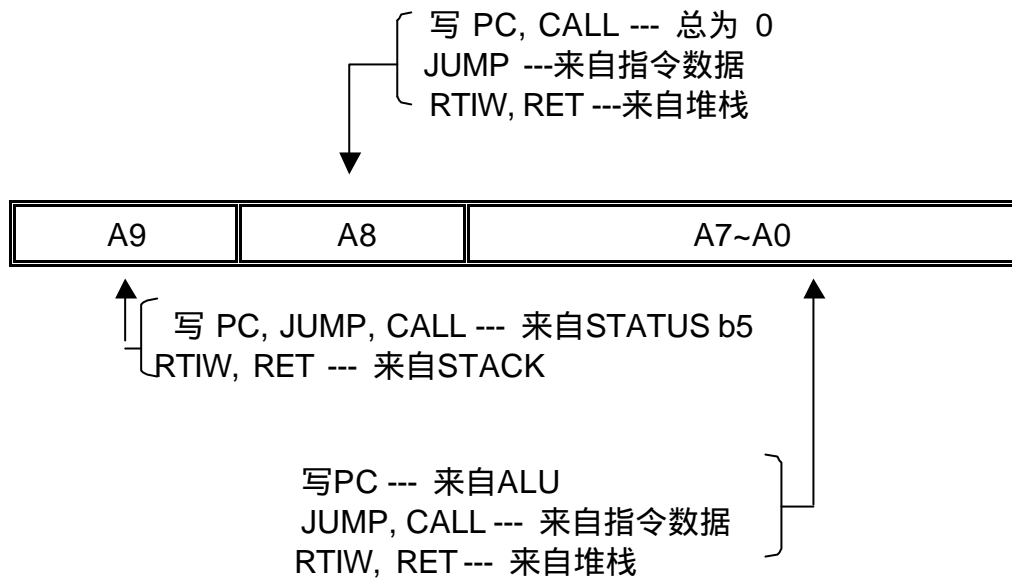 写 PC, CALL --- 总为 0
JUMP ---来自指令数据
RTIW, RET ---来自堆栈
A9 A8 A7~A0
写 PC, JUMP, CALL --- 来自STATUS b5
RTIW, RET --- 来自STACK
写PC --- 来自ALU
JUMP, CALL --- 来自指令数据
RTIW, RET --- 来自堆栈